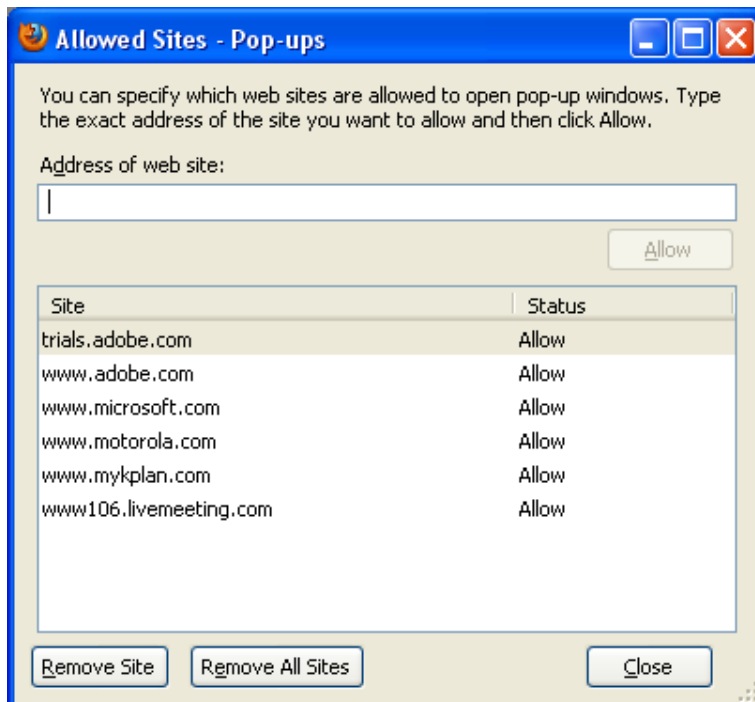 Allowed Sites - Pop-ups
You can specify which web sites are allowed to open pop-up windows. Type
the exact address of the site you want to allow and then click Allow.
Address of web site:
Allow
Site Status
trials.adobe.com Allow
www.adobe.com Allow
www.microsoft.com Allow
www.motorola.com Allow
www.mykplan.com Allow
www106.livemeeting.com Allow
Remove Site Remove All Sites Close